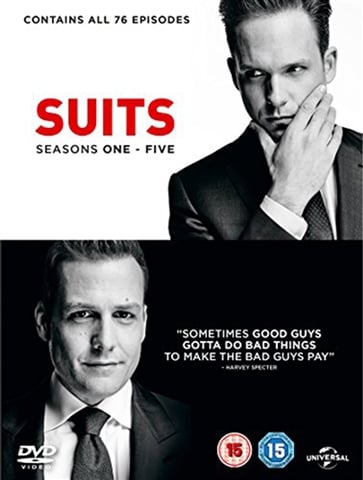 CONTAINS ALL 76 EPISODES
SUITS
SEASONS ONE - FIVE
"SOMETIMES GOOD GUYS
GOTTA DO BAD THINGS
TO MAKE THE BAD GUYS PAY"
- HARVEY SPECTER
DVD
VIDEO
15
15
UNIVERSAL